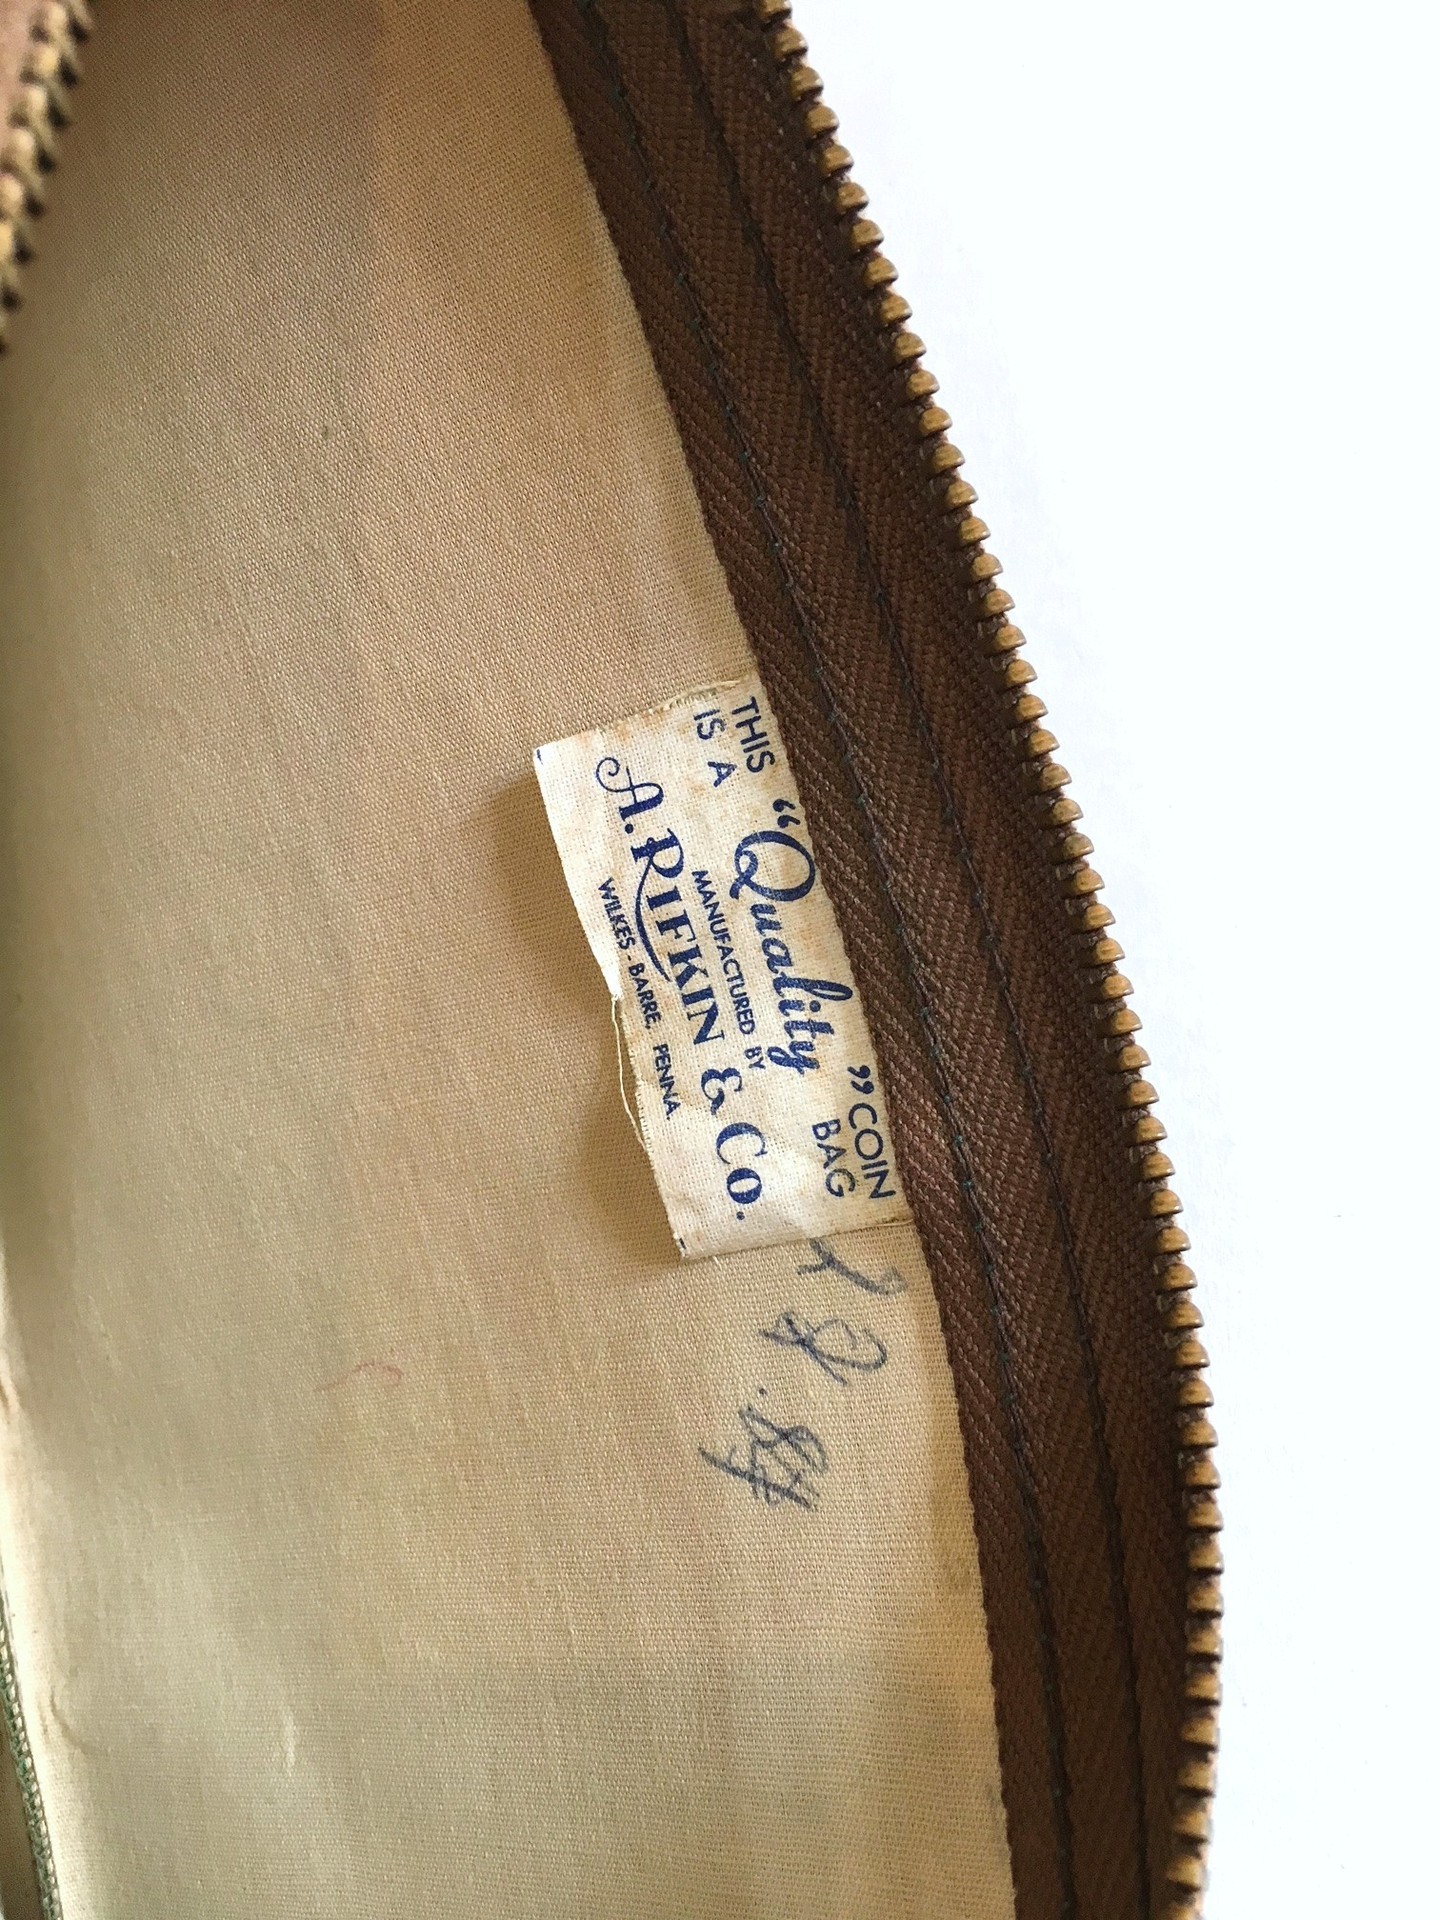 THIS IS A "Quality" COIN BAG
MANUFACTURED BY
A. RIFKIN & Co.
WILKES-BARRE, PENNA.